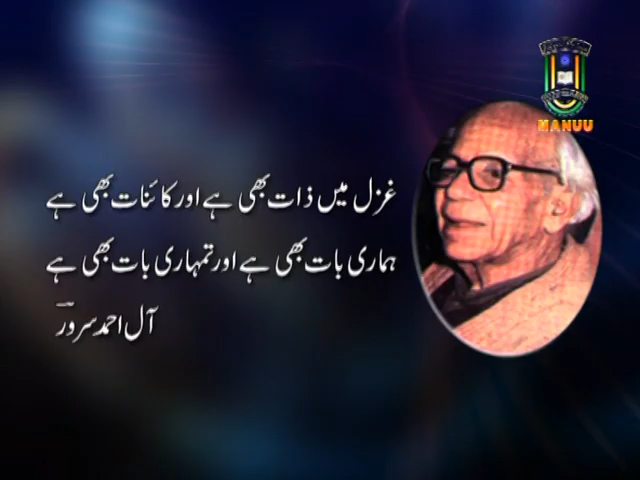 MANUU
غزل میں ذات بھی ہے اور کائنات بھی ہے
ہماری بات بھی ہے اور تمہاری بات بھی ہے
آل احمد سرورؔ